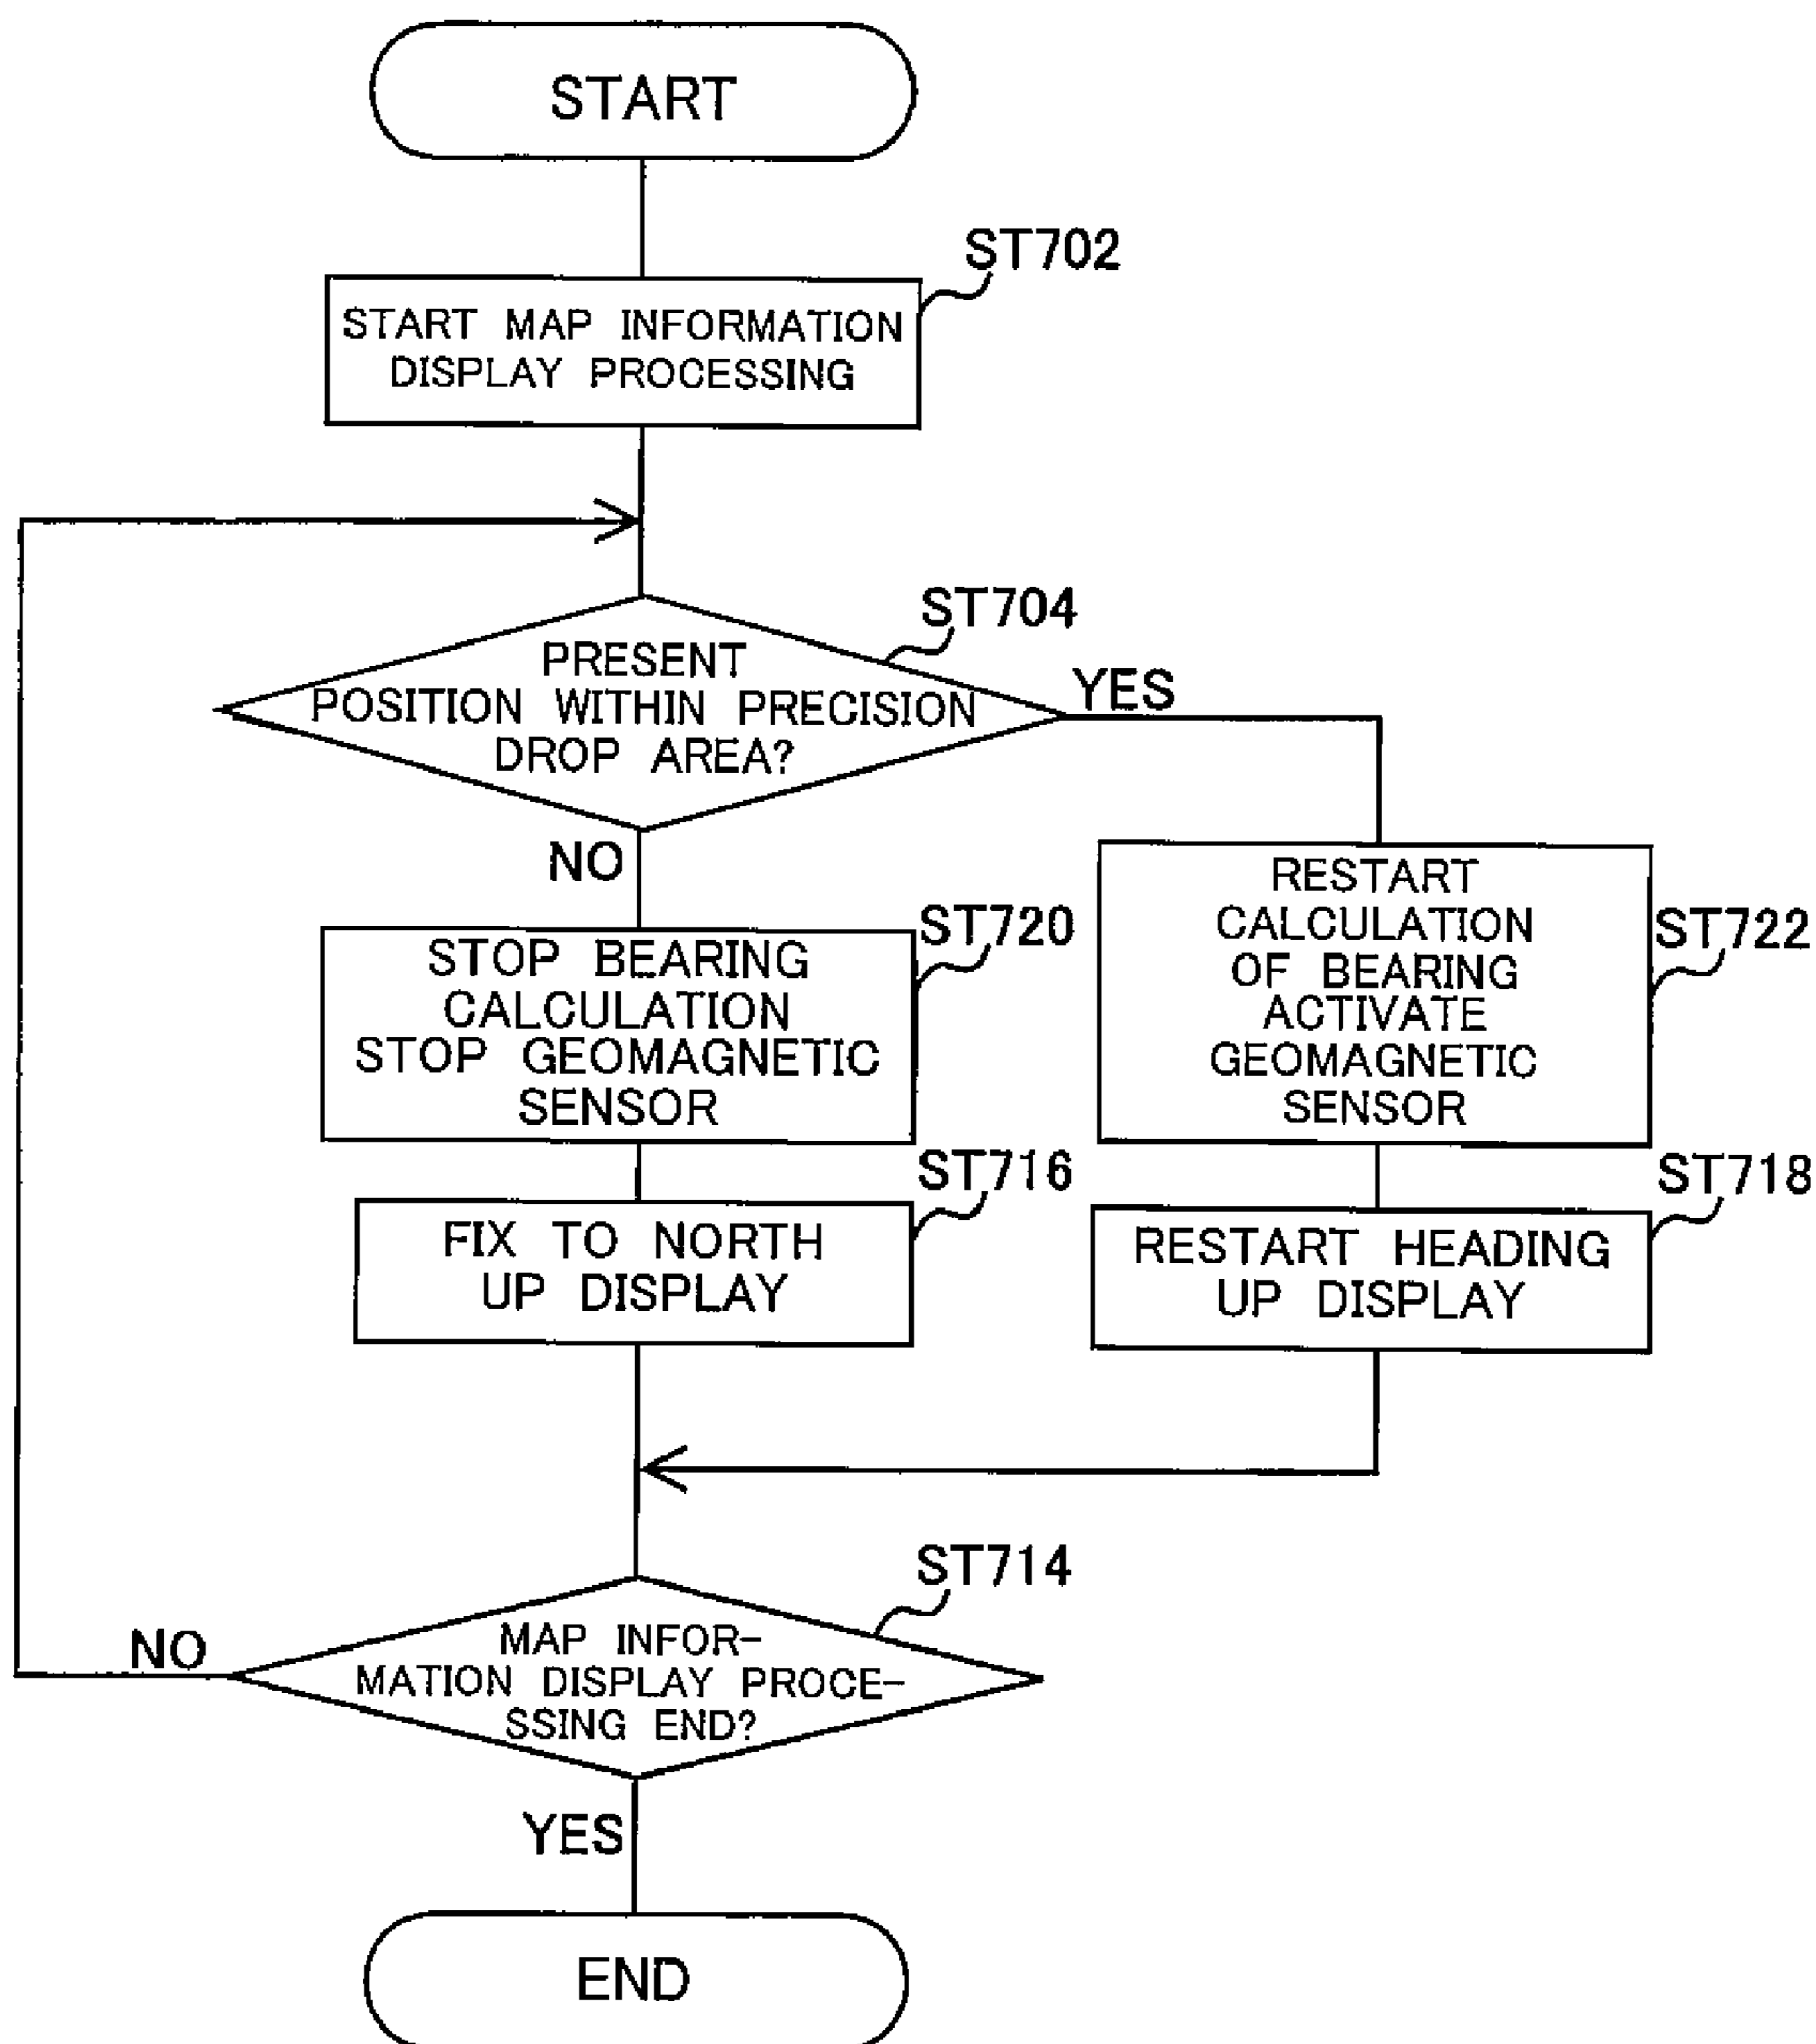 START
ST702
START MAP INFORMATION
DISPLAY PROCESSING
ST704
PRESENT
POSITION WITHIN PRECISION
DROP AREA?
YES
NO
ST720
STOP BEARING
CALCULATION
STOP GEOMAGNETIC
SENSOR
ST722
RESTART
CALCULATION
OF BEARING
ACTIVATE
GEOMAGNETIC
SENSOR
ST716
FIX TO NORTH
UP DISPLAY
ST718
RESTART HEADING
UP DISPLAY
ST714
MAP INFOR-
MATION DISPLAY PROCE-
SSING END?
NO
YES
END